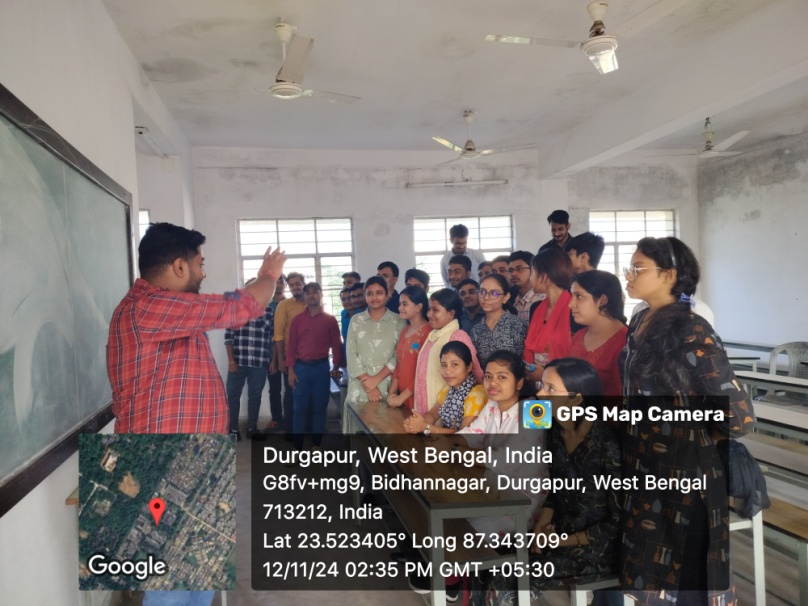 GPS Map Camera
Durgapur, West Bengal, India
G8fv+mg9, Bidhannagar, Durgapur, West Bengal
713212, India
Lat 23.523405° Long 87.343709°
12/11/24 02:35 PM GMT +05:30
Google